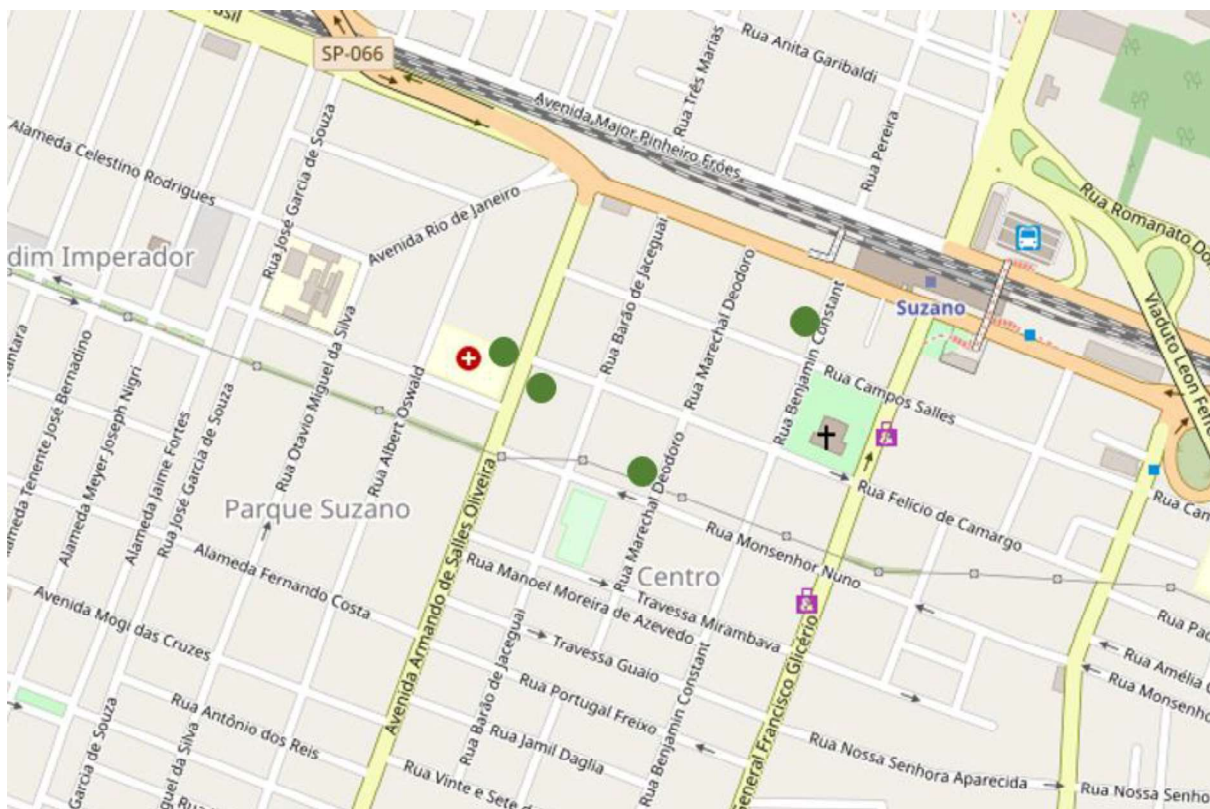 SP-066
Rua Anita Garibaldi
Rua Três Marias
Avenida Major Pinheiro Fróes
Rua Pereira
Alameda Celestino Rodrigues
Rua José Garcia de Souza
Avenida Rio de Janeiro
Rua Romanato
Viaduto Leon
dim Imperador
Rua Barão de Jaceguai
Rua Marechal Deodoro
Rua Benjamin Constant
Suzano
Rua Otavio Miguel da Silva
Rua Albert Oswald
Rua Campos Salles
Alameda Tenente José Bernadino
Alameda Meyer Joseph Nigri
Alameda Jaime Fortes
Rua José Garcia de Souza
Rua Benjamin Constant
Rua Marechal Deodoro
Rua Felício de Camargo
Parque Suzano
Avenida Armando de Salles Oliveira
Rua Monsenhor Nuno
Alameda Fernando Costa
Rua Manoel Moreira de Azevedo
Centro
Travessa Mirambava
Travessa Guaio
Avenida Mogi das Cruzes
Rua Barão de Jaceguai
Rua Portugal Freixo
Rua Benjamin Constant
General Francisco Glicério
Rua Amélia
Rua Antônio dos Reis
Rua Jamil Daglia
Rua Nossa Senhora Aparecida
Garcia de Souza
guel da Silva
Rua Vinte e Sete d
Rua Nossa Senho